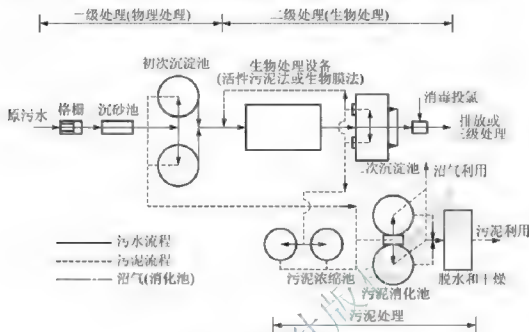 一级处理(物理处理)
二级处理(生物处理)
初次沉淀池
生物处理设备
(活性污泥法或生物膜法)
消毒投氯
原污水
格栅
沉砂池
排放或
三级处理
二次沉淀池
沼气利用
污水流程
污泥流程
沼气(消化池)
污泥浓缩池
污泥消化池
脱水和干燥
污泥利用
污泥处理